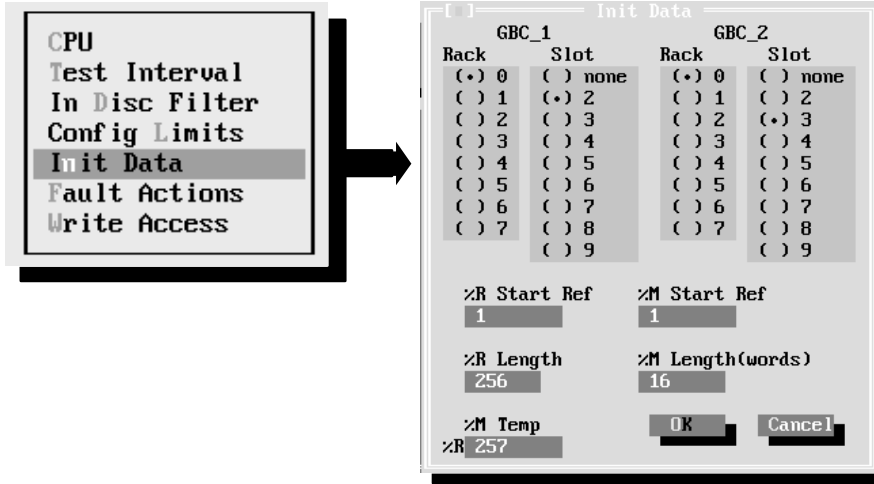 CPU
Test Interval
In Disc Filter
Config Limits
Init Data
Fault Actions
Write Access
[■] Init Data
GBC_1 GBC_2
Rack Slot Rack Slot
(•) 0 ( ) none (•) 0 ( ) none
( ) 1 (•) 2 ( ) 1 ( ) 2
( ) 2 ( ) 3 ( ) 2 (•) 3
( ) 3 ( ) 4 ( ) 3 ( ) 4
( ) 4 ( ) 5 ( ) 4 ( ) 5
( ) 5 ( ) 6 ( ) 5 ( ) 6
( ) 6 ( ) 7 ( ) 6 ( ) 7
( ) 7 ( ) 8 ( ) 7 ( ) 8
( ) 9 ( ) 9
%R Start Ref %M Start Ref
1 1
%R Length %M Length(words)
256 16
%M Temp OK Cancel
%R 257